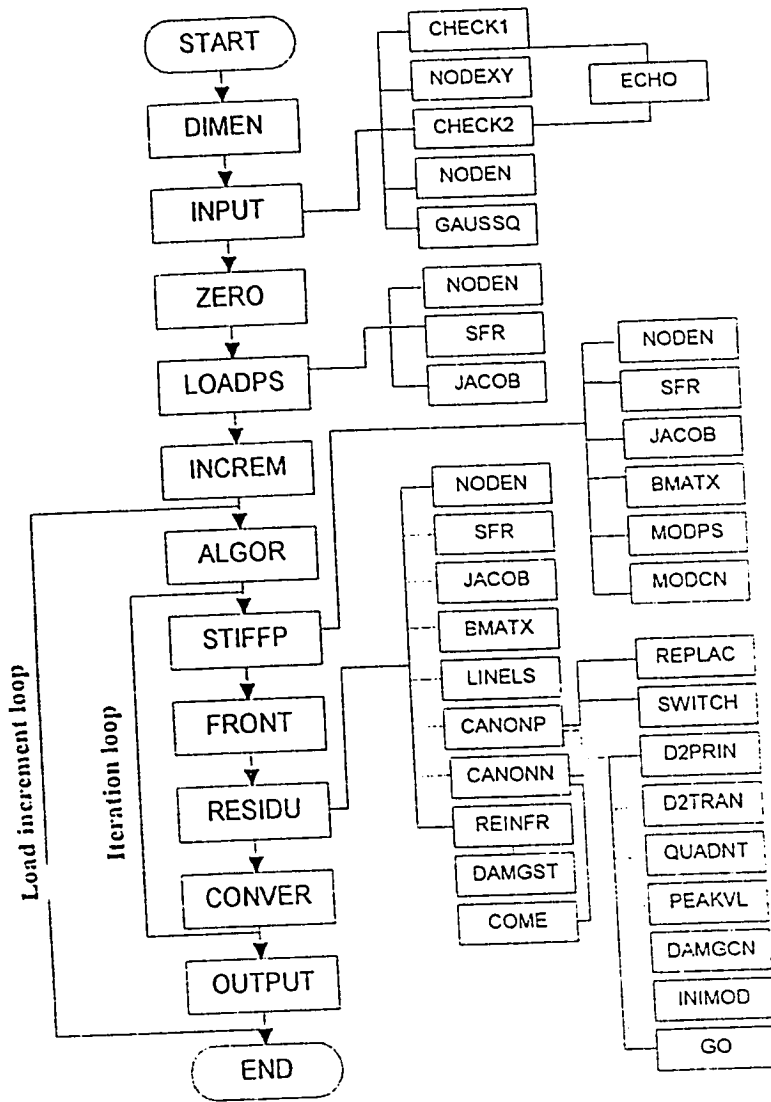 START
DIMEN
INPUT
ZERO
LOADPS
INCREM
ALGOR
STIFFP
FRONT
RESIDU
CONVER
OUTPUT
END
Load increment loop
Iteration loop
CHECK1
NODEXY
CHECK2
NODEN
GAUSSQ
ECHO
NODEN
SFR
JACOB
NODEN
SFR
JACOB
BMATX
MODPS
MODCN
NODEN
SFR
JACOB
BMATX
LINELS
CANONP
CANONN
REINFR
DAMGST
COME
REPLAC
SWITCH
D2PRIN
D2TRAN
QUADNT
PEAKVL
DAMGCN
INIMOD
GO